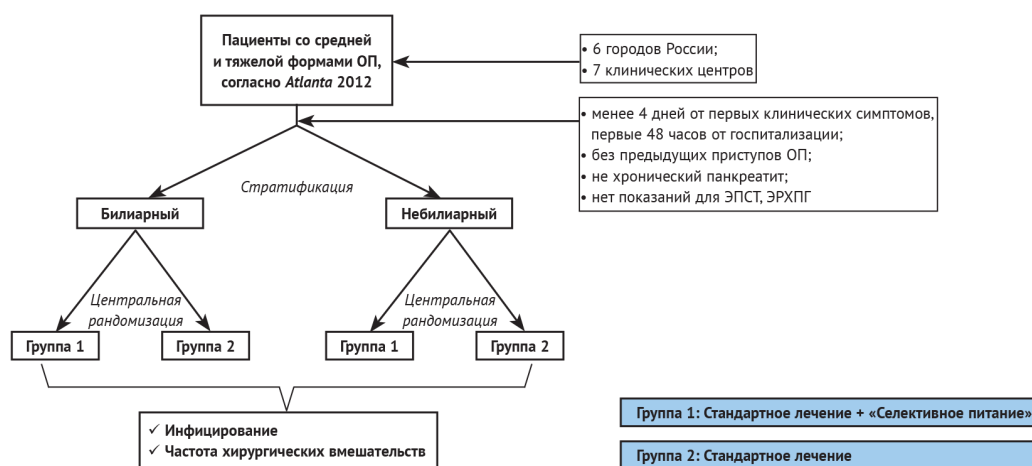 Пациенты со средней
и тяжелой формами ОП,
согласно Atlanta 2012
• 6 городов России;
• 7 клинических центров
• менее 4 дней от первых клинический симптомов,
первые 48 часов от госпитализации;
• без предыдущих приступов ОП;
• не хронический панкреатит;
• нет показаний для ЭПСТ, ЭРХПГ
Стратификация
Билиарный
Небилиарный
Центральная
рандомизация
Центральная
рандомизация
Группа 1
Группа 2
Группа 1
Группа 2
✓ Инфицирование
✓ Частота хирургических вмешательств
Группа 1: Стандартное лечение + «Селективное питание»
Группа 2: Стандартное лечение